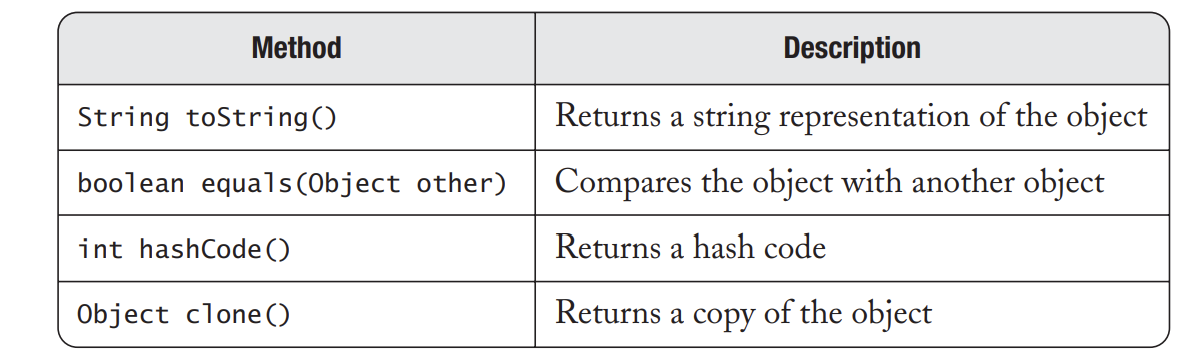 Method Description
String toString() Returns a string representation of the object
boolean equals(Object other) Compares the object with another object
int hashCode() Returns a hash code
Object clone() Returns a copy of the object